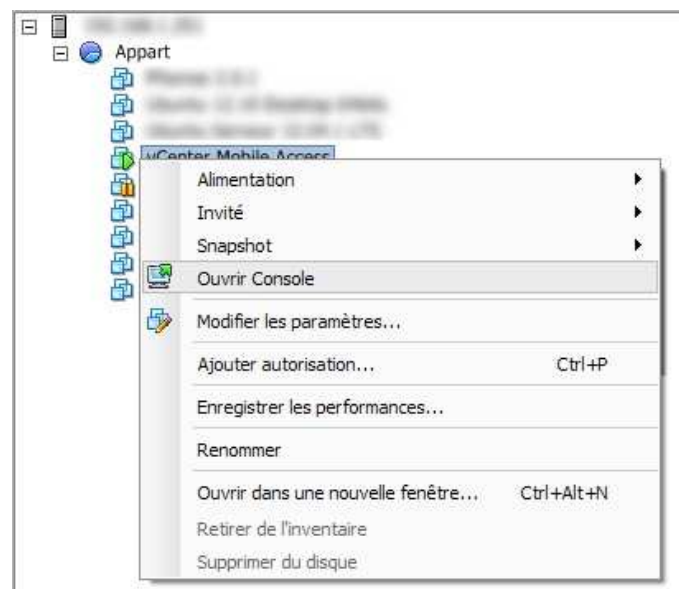 Appart
vCenter Mobile Access
Alimentation
Invité
Snapshot
Ouvrir Console
Modifier les paramètres...
Ajouter autorisation... Ctrl+P
Enregistrer les performances...
Renommer
Ouvrir dans une nouvelle fenêtre... Ctrl+Alt+N
Retirer de l'inventaire
Supprimer du disque